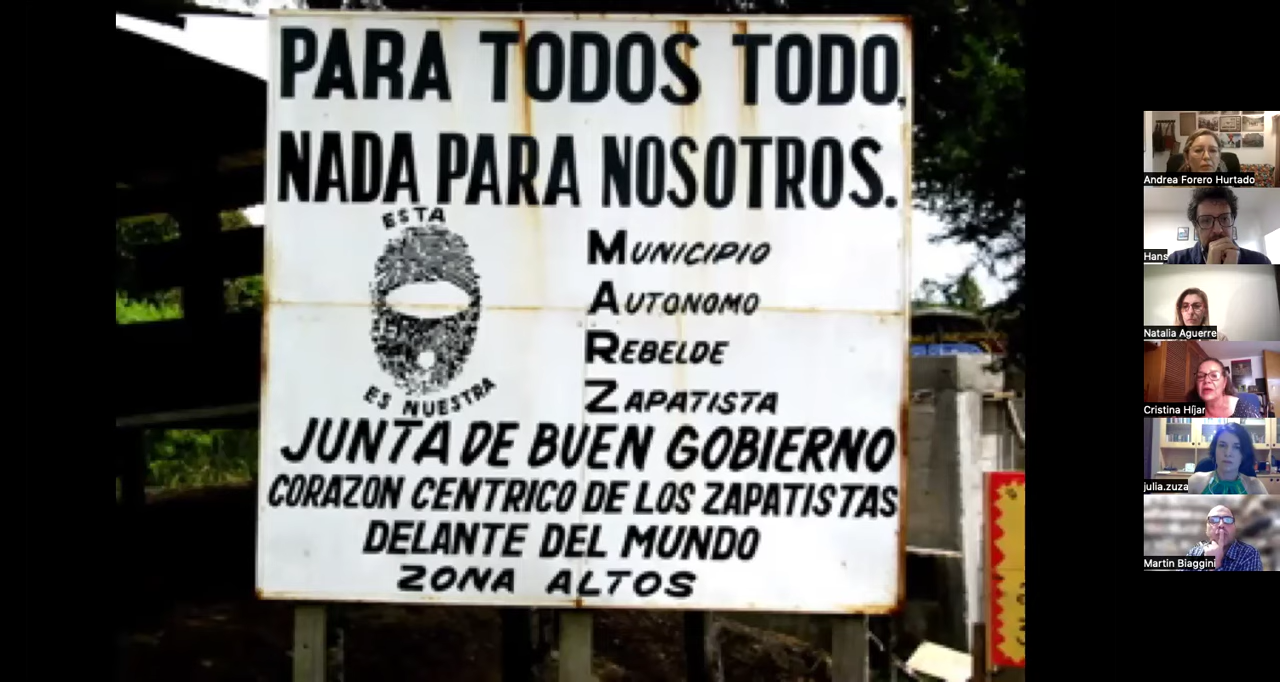 PARA TODOS TODO,
NADA PARA NOSOTROS.
ESTA
ES NUESTRA
MUNICIPIO
AUTONOMO
REBELDE
ZAPATISTA
JUNTA DE BUEN GOBIERNO
CORAZON CENTRICO DE LOS ZAPATISTAS
DELANTE DEL MUNDO
ZONA ALTOS
Andrea Forero Hurtado
Hans
Natalia Aguerre
Cristina Híjar
julia.zuza
Martin Biaggini